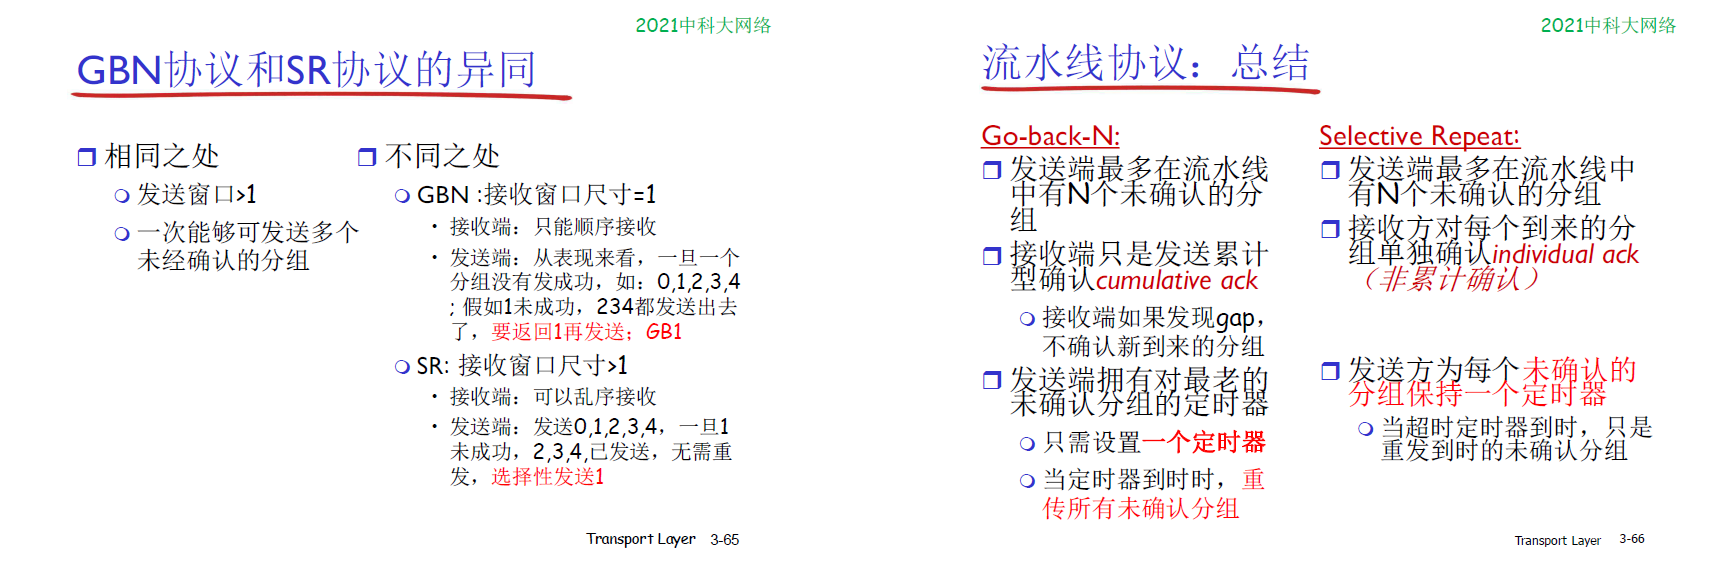 2021中科大网络
GBN协议和SR协议的异同
相同之处
发送窗口>1
一次能够可发送多个
未经确认的分组
不同之处
GBN :接收窗口尺寸=1
接收端：只能顺序接收
发送端：从表现来看，一旦一个
分组没有发成功，如：0,1,2,3,4
; 假如1未成功，234都发送出去
了，要返回1再发送；GB1
SR: 接收窗口尺寸>1
接收端：可以乱序接收
发送端：发送0,1,2,3,4，一旦1
未成功，2,3,4,已发送，无需重
发，选择性发送1
Transport Layer 3-65
2021中科大网络
流水线协议：总结
Go-back-N:
发送端最多在流水线
中有N个未确认的分
组
接收端只是发送累计
型确认cumulative ack
接收端如果发现gap，
不确认新到来的分组
发送端拥有对最老的
未确认分组的定时器
只需设置一个定时器
当定时器到时时，重
传所有未确认分组
Selective Repeat:
发送端最多在流水线中
有N个未确认的分组
接收方对每个到来的分
组单独确认individual ack
（非累计确认）
发送方为每个未确认的
分组保持一个定时器
当超时定时器到时，只是
重发到时的未确认分组
Transport Layer 3-66